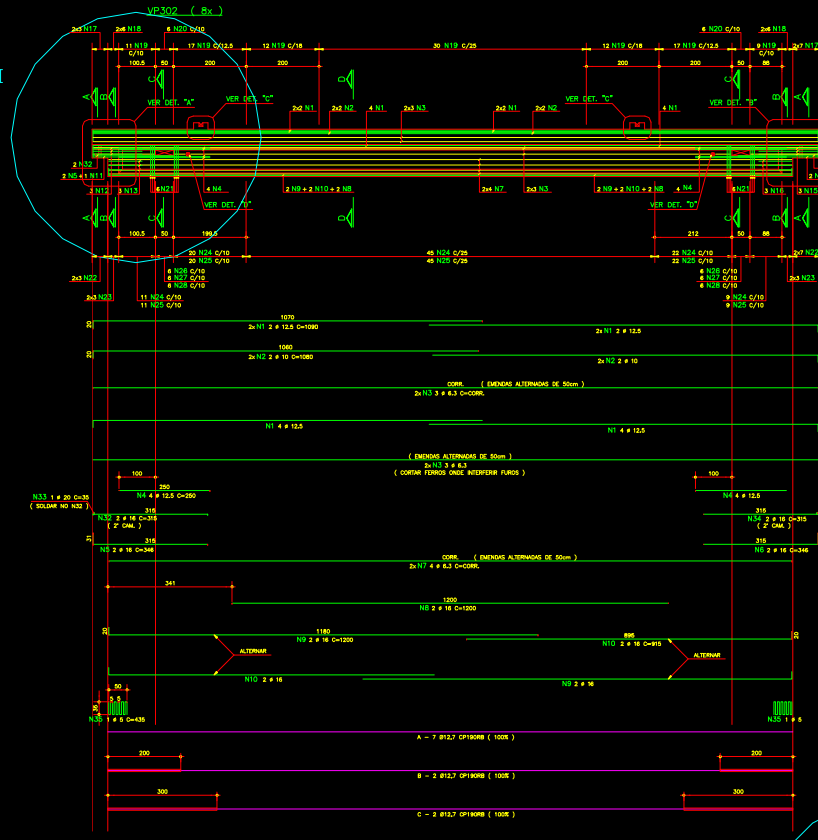 VP302 ( 8x )
2x3 N17 2x6 N18 6 N20 C/10 6 N20 C/10 2x6 N18
11 N19 C/10 17 N19 C/12.5 12 N19 C/16 30 N19 C/25 12 N19 C/16 17 N19 C/12.5 9 N19 C/10 2x7 N17
100.5 50 200 200 200 200 50 86
A B C D C B A
VER DET. "A" VER DET. "C" VER DET. "C" VER DET. "B"
2x2 N1 2x2 N2 4 N1 2x3 N3 2x2 N1 2x2 N2 4 N1
2 N32
2 N5 + 1 N11
3 N12 3 N13 6N21 4 N4 2 N9 + 2 N10 + 2 N8 2x4 N7 2x3 N3 2 N9 + 2 N10 + 2 N8 4 N4 6N21 3 N16 3 N15
VER DET. "D" VER DET. "D"
A B C D C B A
100.5 50 199.5 212 50 86
20 N24 C/10 45 N24 C/25 22 N24 C/10 2x7 N22
20 N25 C/10 45 N25 C/25 22 N25 C/10
2x3 N22 6 N26 C/10 6 N26 C/10 2x3 N23
6 N27 C/10 6 N27 C/10
6 N28 C/10 6 N28 C/10
2x3 N23 11 N24 C/10 9 N24 C/10
11 N25 C/10 9 N25 C/10
1070
20 2x N1 2 ø 12.5 C=1090 2x N1 2 ø 12.5
1060
20 2x N2 2 ø 10 C=1080 2x N2 2 ø 10
CORR. ( EMENDAS ALTERNADAS DE 50cm )
2x N3 3 ø 6.3 C=CORR.
N1 4 ø 12.5 N1 4 ø 12.5
( EMENDAS ALTERNADAS DE 50cm )
2x N3 3 ø 6.3
( CORTAR FERROS ONDE INTERFERIR FUROS )
100 100
250
N4 4 ø 12.5 C=250 N4 4 ø 12.5
N33 1 ø 20 C=35
( SOLDAR NO N32 )
315 315
N32 2 ø 16 C=315 N34 2 ø 16 C=315
( 2ª CAM. ) ( 2ª CAM. )
31 315 315
N5 2 ø 16 C=346 N6 2 ø 16 C=346
CORR. ( EMENDAS ALTERNADAS DE 50cm )
2x N7 4 ø 6.3 C=CORR.
341
1200
N8 2 ø 16 C=1200
20 1180 895 20
N9 2 ø 16 C=1200 N10 2 ø 16 C=915
ALTERNAR ALTERNAR
N10 2 ø 16 N9 2 ø 16
50
5 5
35
N35 1 ø 5 C=435 N35 1 ø 5
A - 7 Ø12,7 CP190RB ( 100% )
200 200
B - 2 Ø12,7 CP190RB ( 100% )
300 300
C - 2 Ø12,7 CP190RB ( 100% )